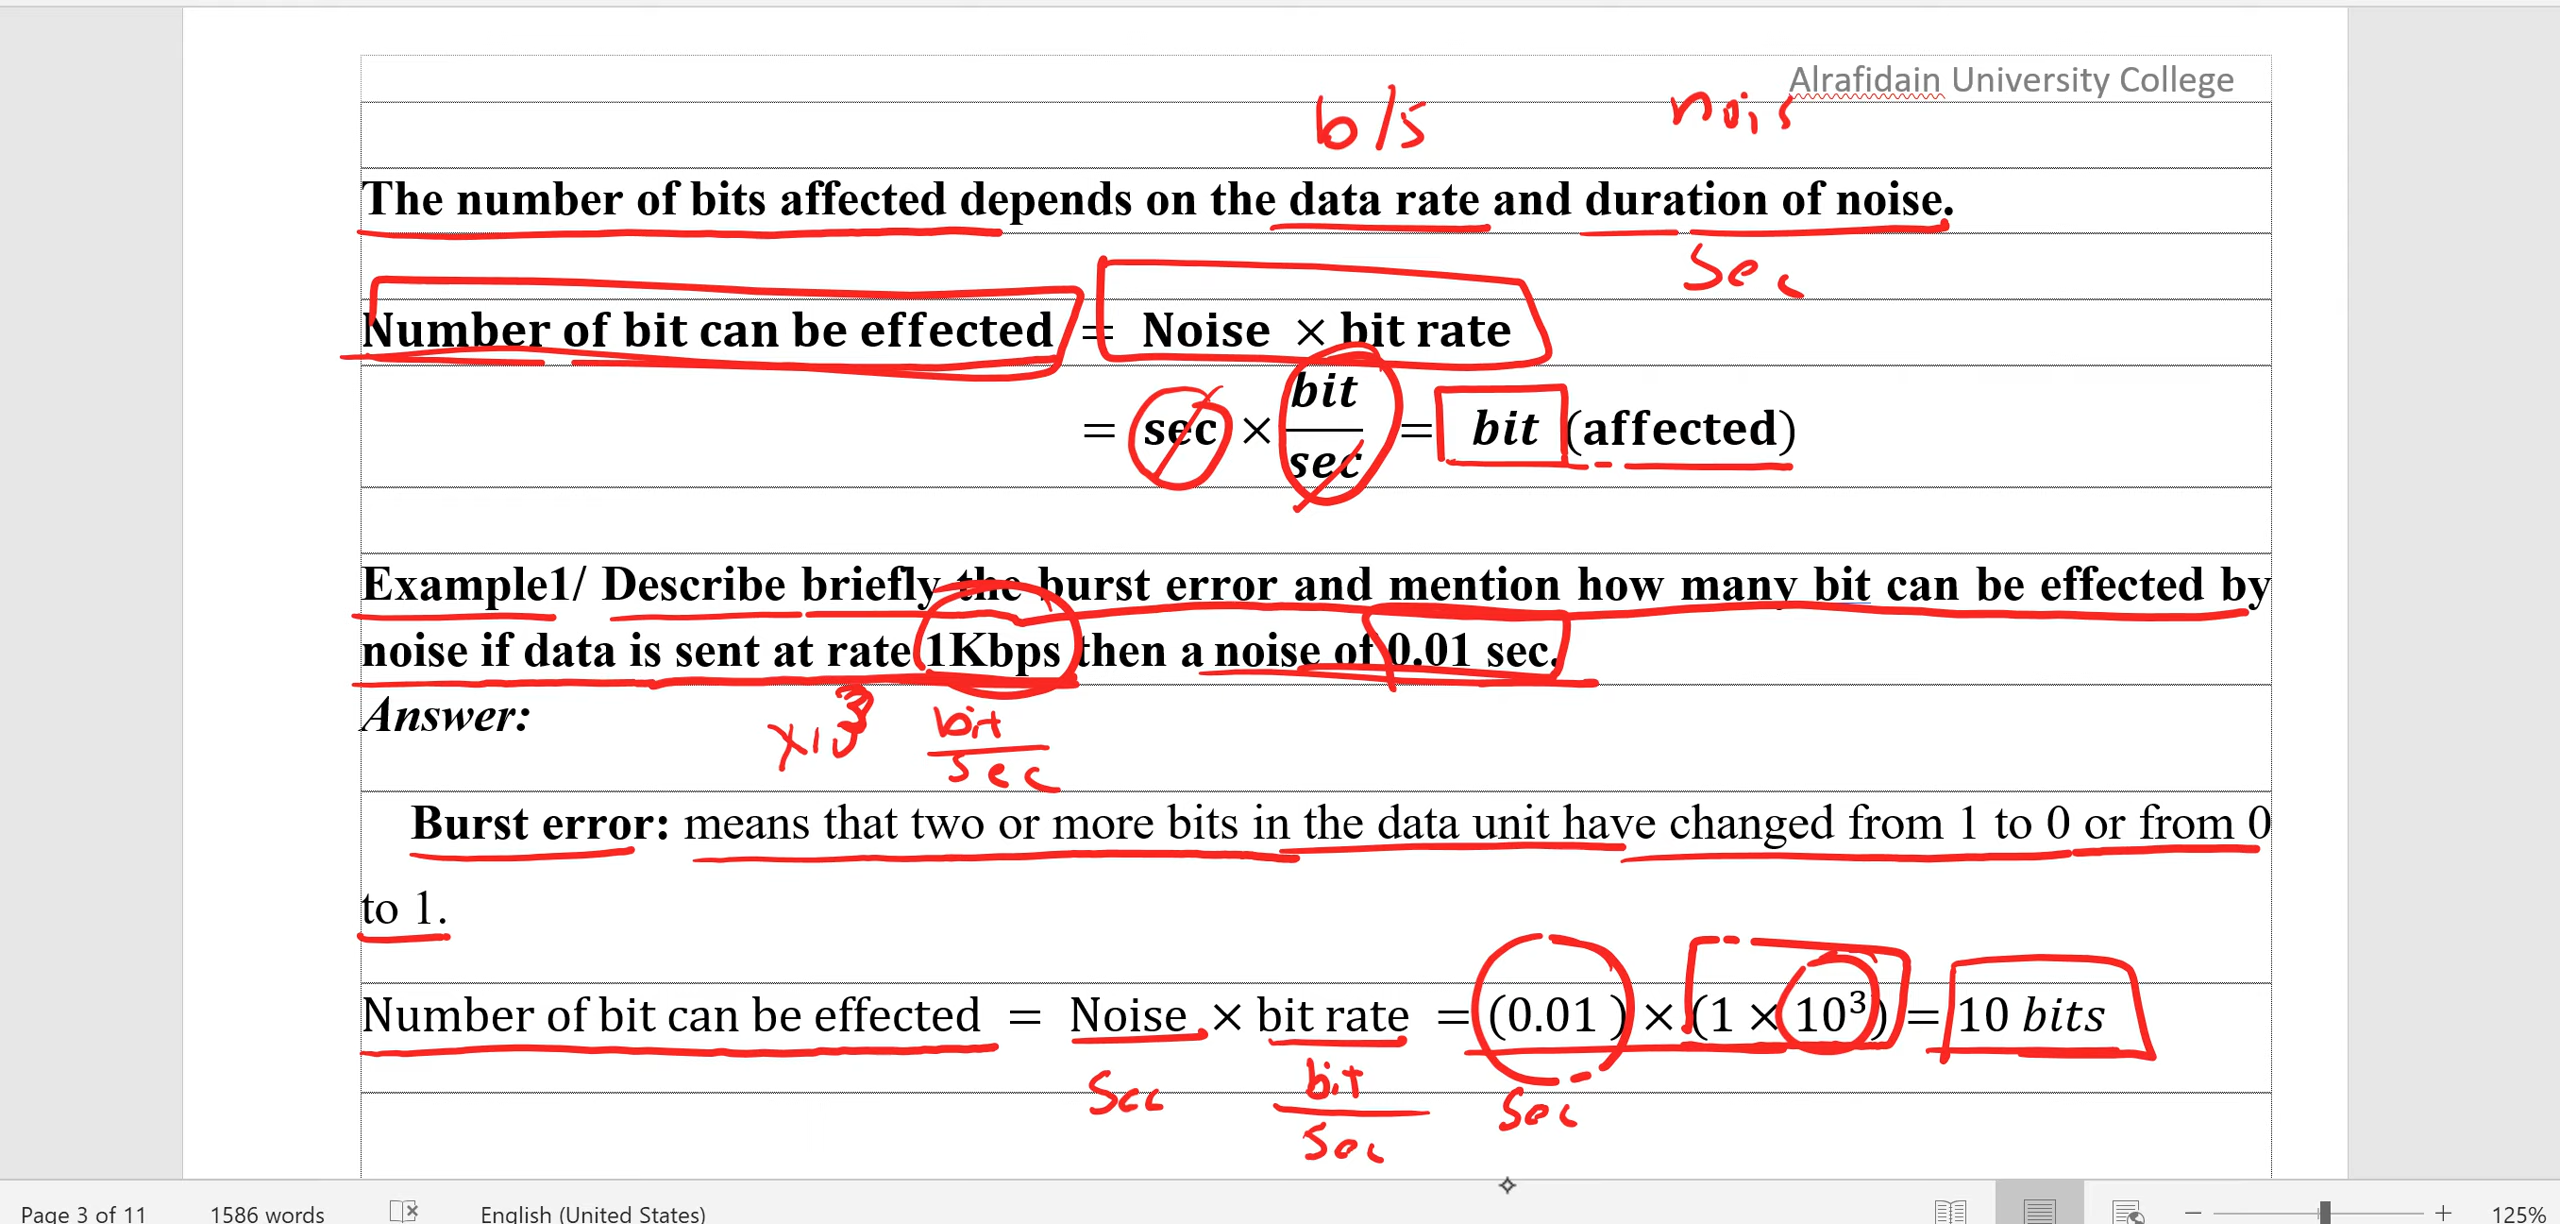 Alrafidain University College
b/s nois
The number of bits affected depends on the data rate and duration of noise.
Sec
Number of bit can be effected = Noise × bit rate
= sec × bit/sec = bit (affected)
Example1/ Describe briefly the burst error and mention how many bit can be effected by
noise if data is sent at rate 1Kbps then a noise of 0.01 sec.
Answer:
bit
sec
Burst error: means that two or more bits in the data unit have changed from 1 to 0 or from 0
to 1.
Number of bit can be effected = Noise × bit rate = (0.01 ) × (1 × 10³) = 10 bits
Sec bit/sec sec
Page 3 of 11 1586 words English (United States) 125%